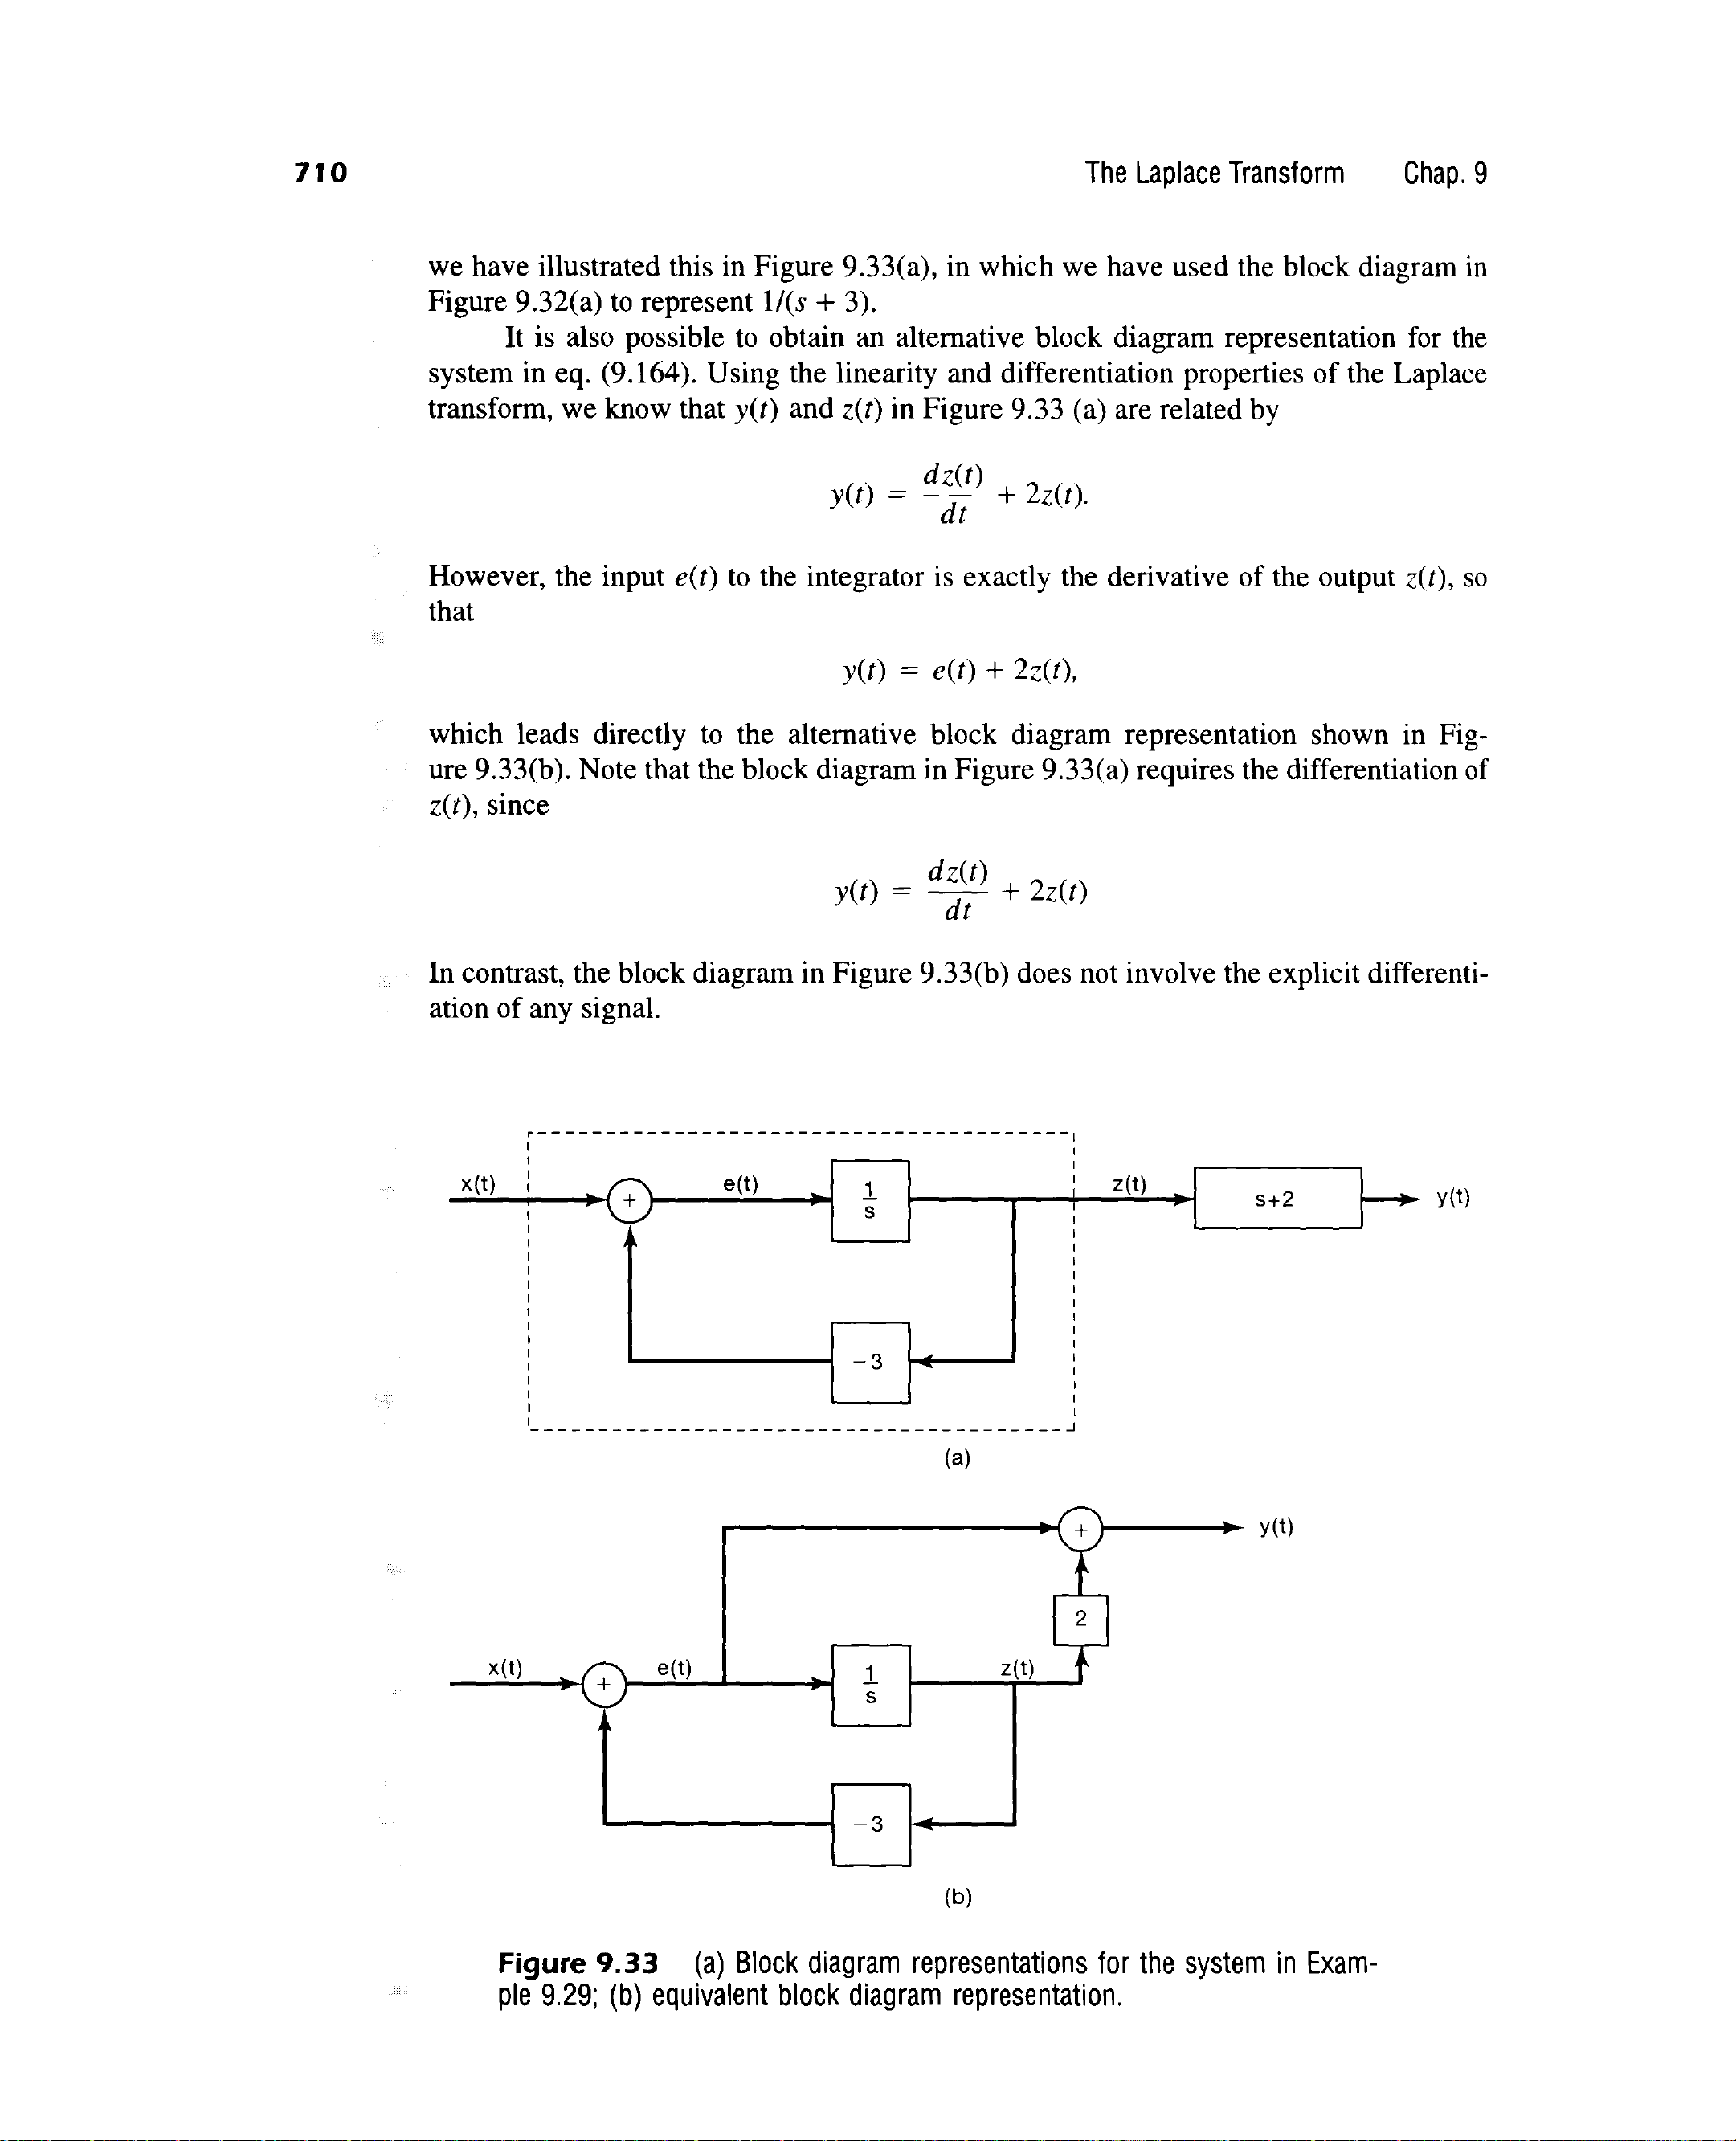 710 The Laplace Transform Chap. 9
we have illustrated this in Figure 9.33(a), in which we have used the block diagram in
Figure 9.32(a) to represent 1/(s + 3).
It is also possible to obtain an alternative block diagram representation for the
system in eq. (9.164). Using the linearity and differentiation properties of the Laplace
transform, we know that y(t) and z(t) in Figure 9.33 (a) are related by
y(t) = dz(t)/dt + 2z(t).
However, the input e(t) to the integrator is exactly the derivative of the output z(t), so
that
y(t) = e(t) + 2z(t),
which leads directly to the alternative block diagram representation shown in Fig-
ure 9.33(b). Note that the block diagram in Figure 9.33(a) requires the differentiation of
z(t), since
y(t) = dz(t)/dt + 2z(t)
In contrast, the block diagram in Figure 9.33(b) does not involve the explicit differenti-
ation of any signal.
x(t) + e(t) 1/s z(t) s+2 y(t)
-3
(a)
+ y(t)
2
x(t) + e(t) 1/s z(t)
-3
(b)
Figure 9.33 (a) Block diagram representations for the system in Exam-
ple 9.29; (b) equivalent block diagram representation.